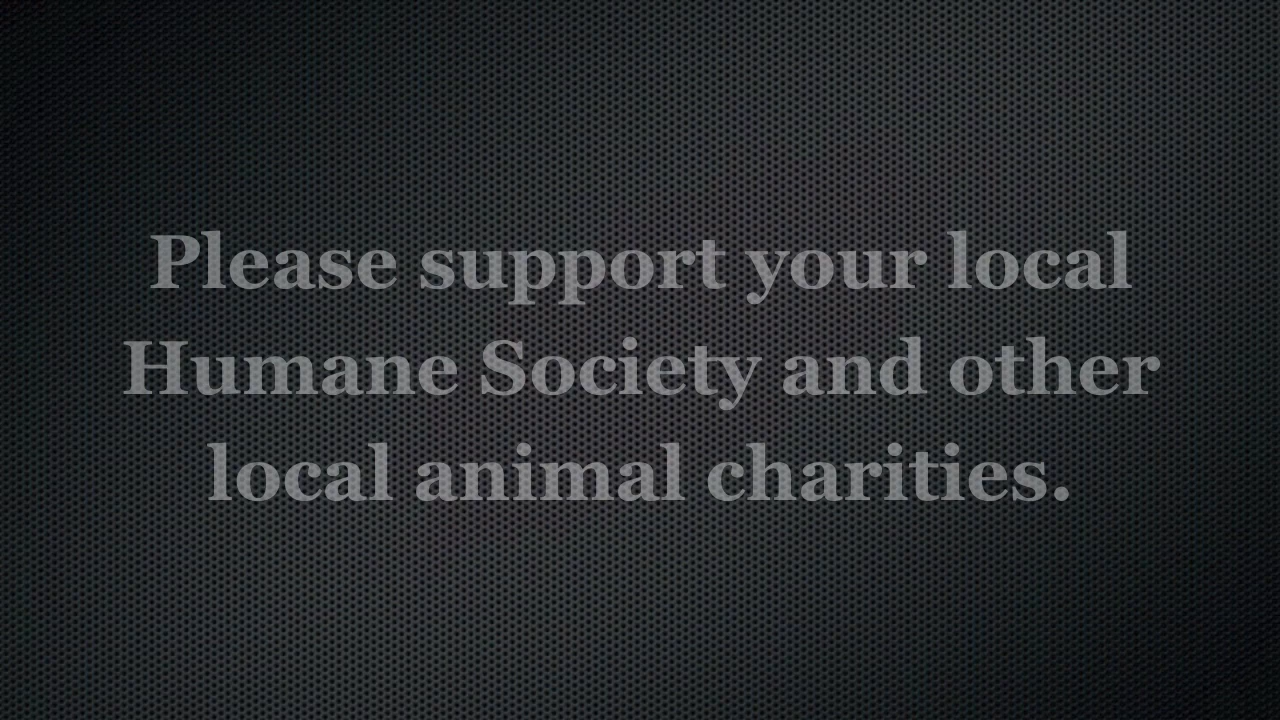 Please support your local
Humane Society and other
local animal charities.